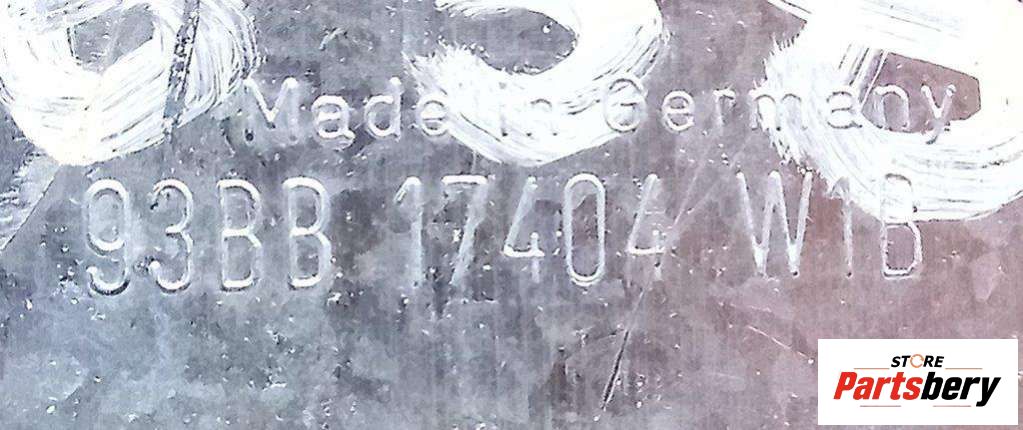 Made in Germany
93BB 17404 W1B
STORE
Partsbery